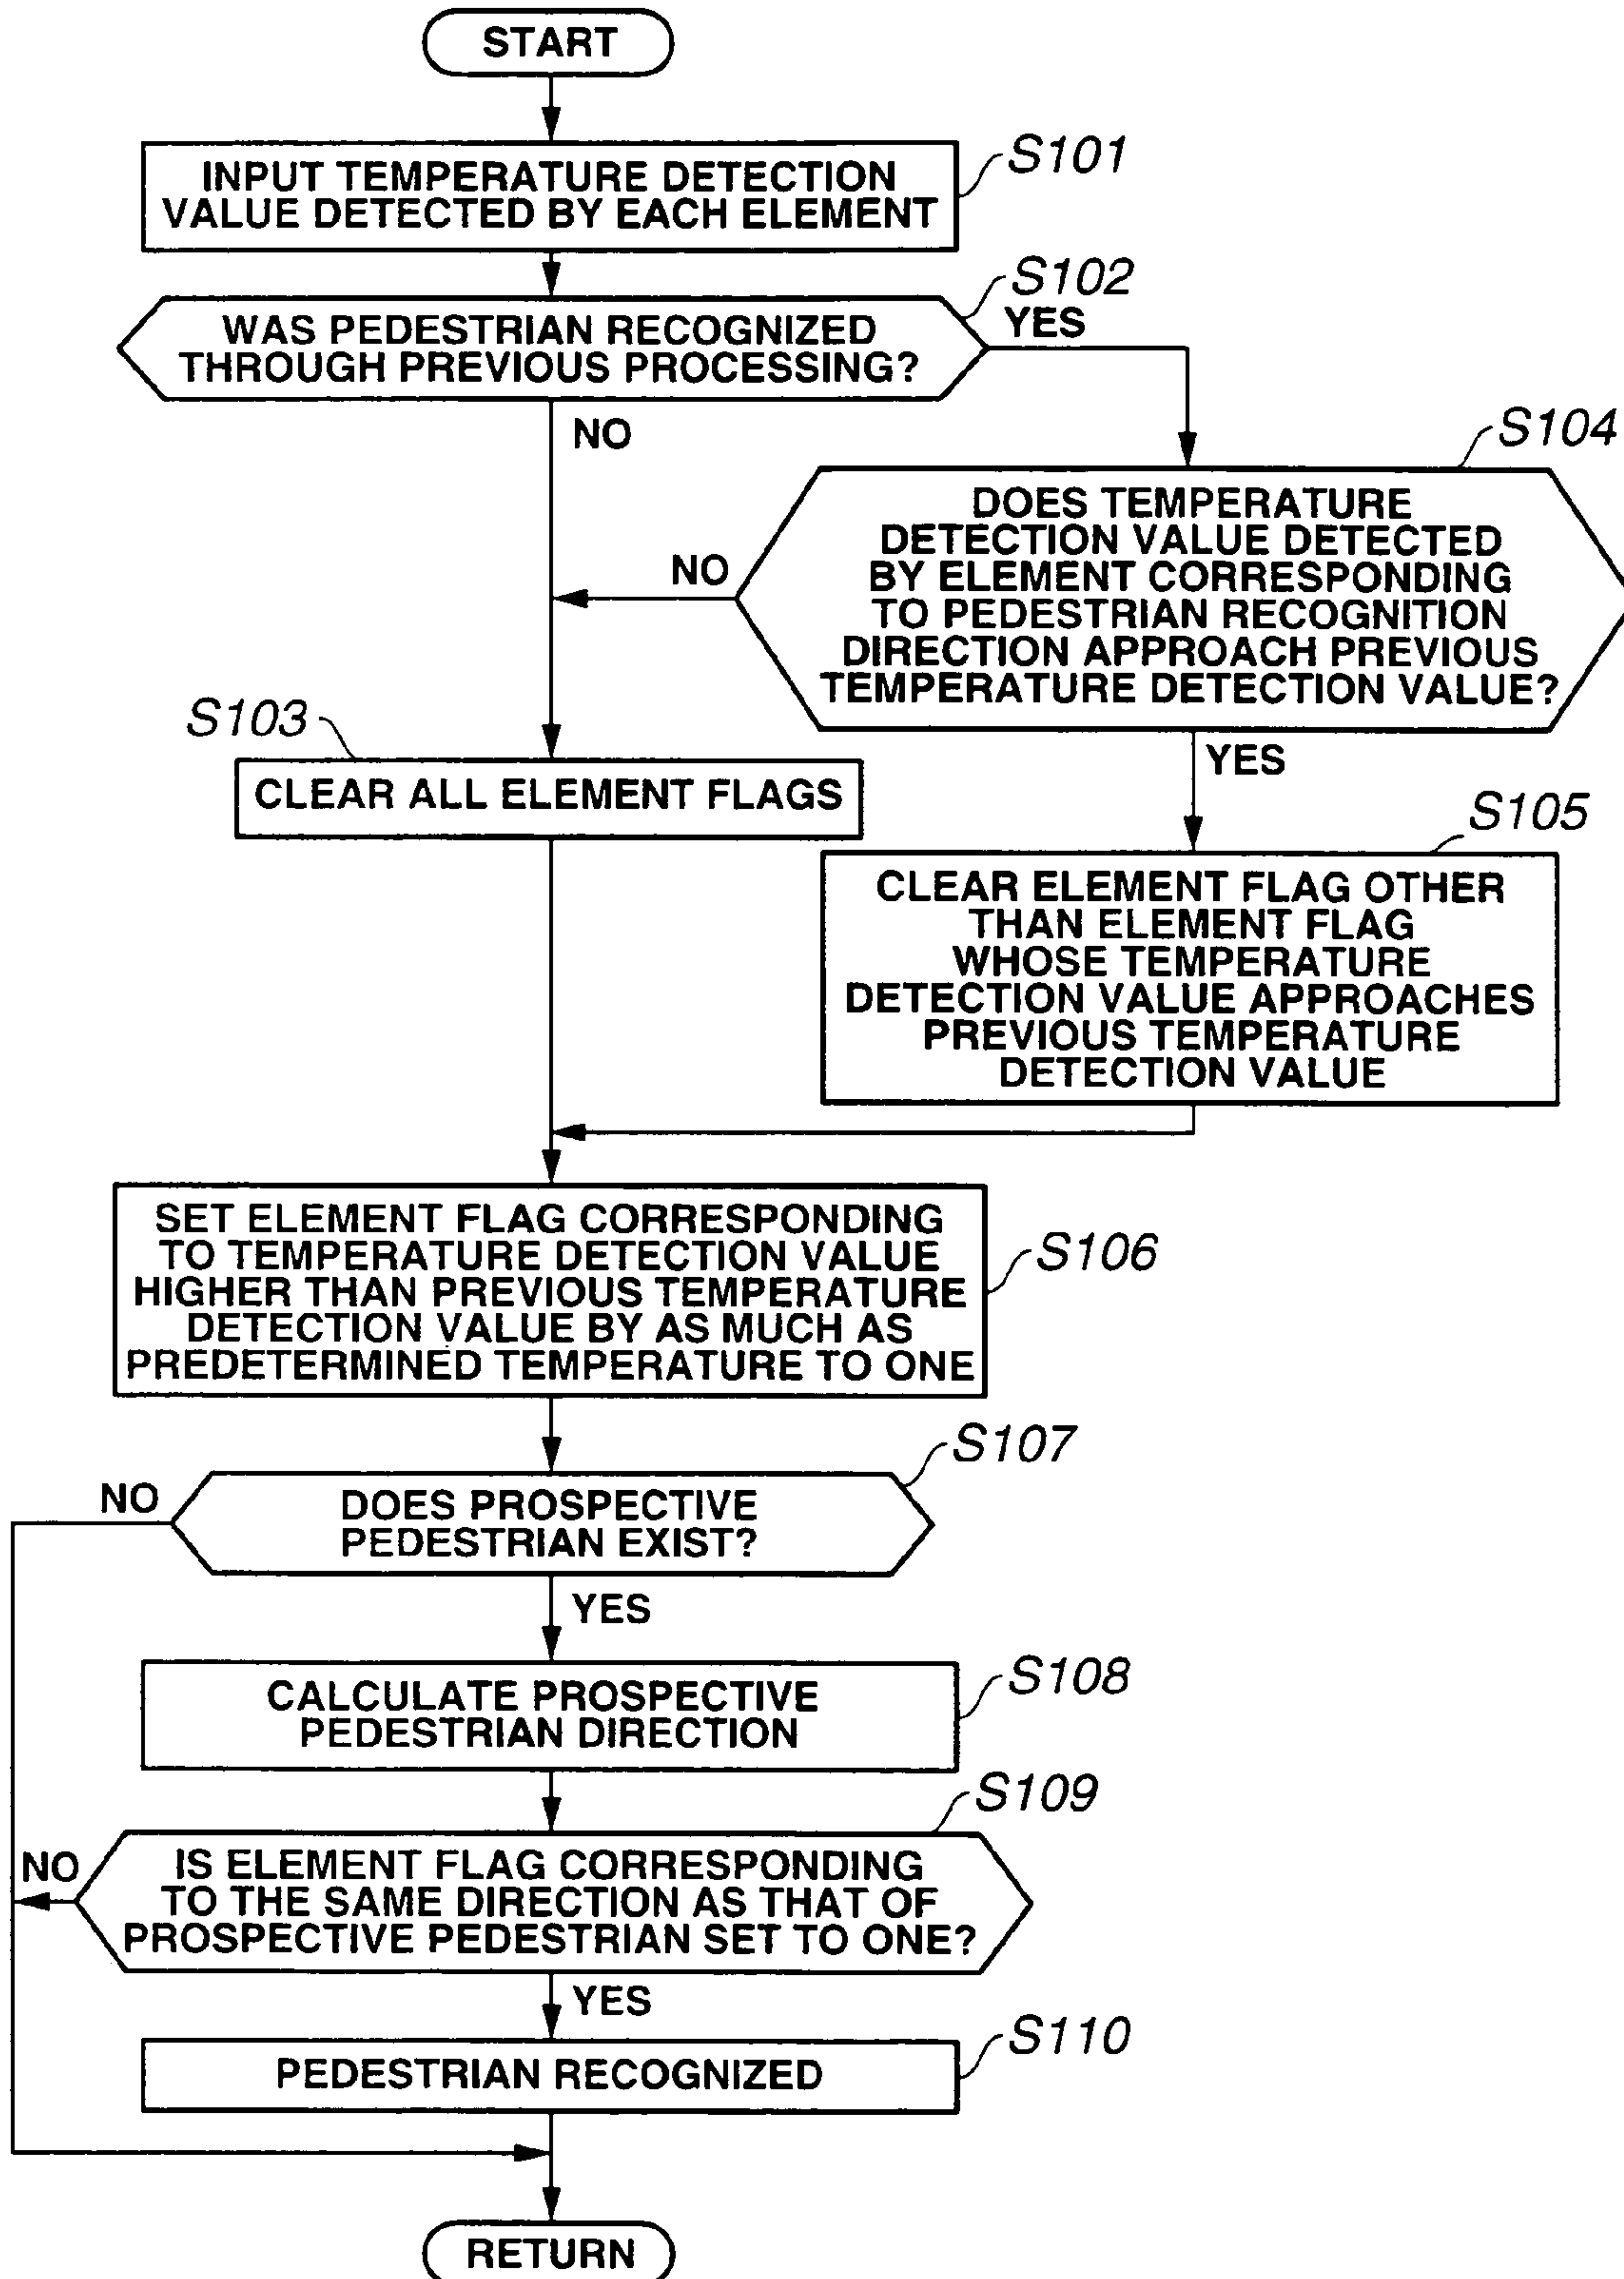 START
S101
INPUT TEMPERATURE DETECTION
VALUE DETECTED BY EACH ELEMENT
S102
WAS PEDESTRIAN RECOGNIZED
THROUGH PREVIOUS PROCESSING?
YES
NO
S104
DOES TEMPERATURE
DETECTION VALUE DETECTED
BY ELEMENT CORRESPONDING
TO PEDESTRIAN RECOGNITION
DIRECTION APPROACH PREVIOUS
TEMPERATURE DETECTION VALUE?
NO
YES
S103
CLEAR ALL ELEMENT FLAGS
S105
CLEAR ELEMENT FLAG OTHER
THAN ELEMENT FLAG
WHOSE TEMPERATURE
DETECTION VALUE APPROACHES
PREVIOUS TEMPERATURE
DETECTION VALUE
SET ELEMENT FLAG CORRESPONDING
TO TEMPERATURE DETECTION VALUE
HIGHER THAN PREVIOUS TEMPERATURE
DETECTION VALUE BY AS MUCH AS
PREDETERMINED TEMPERATURE TO ONE
S106
S107
NO
DOES PROSPECTIVE
PEDESTRIAN EXIST?
YES
S108
CALCULATE PROSPECTIVE
PEDESTRIAN DIRECTION
S109
NO
IS ELEMENT FLAG CORRESPONDING
TO THE SAME DIRECTION AS THAT OF
PROSPECTIVE PEDESTRIAN SET TO ONE?
YES
S110
PEDESTRIAN RECOGNIZED
RETURN